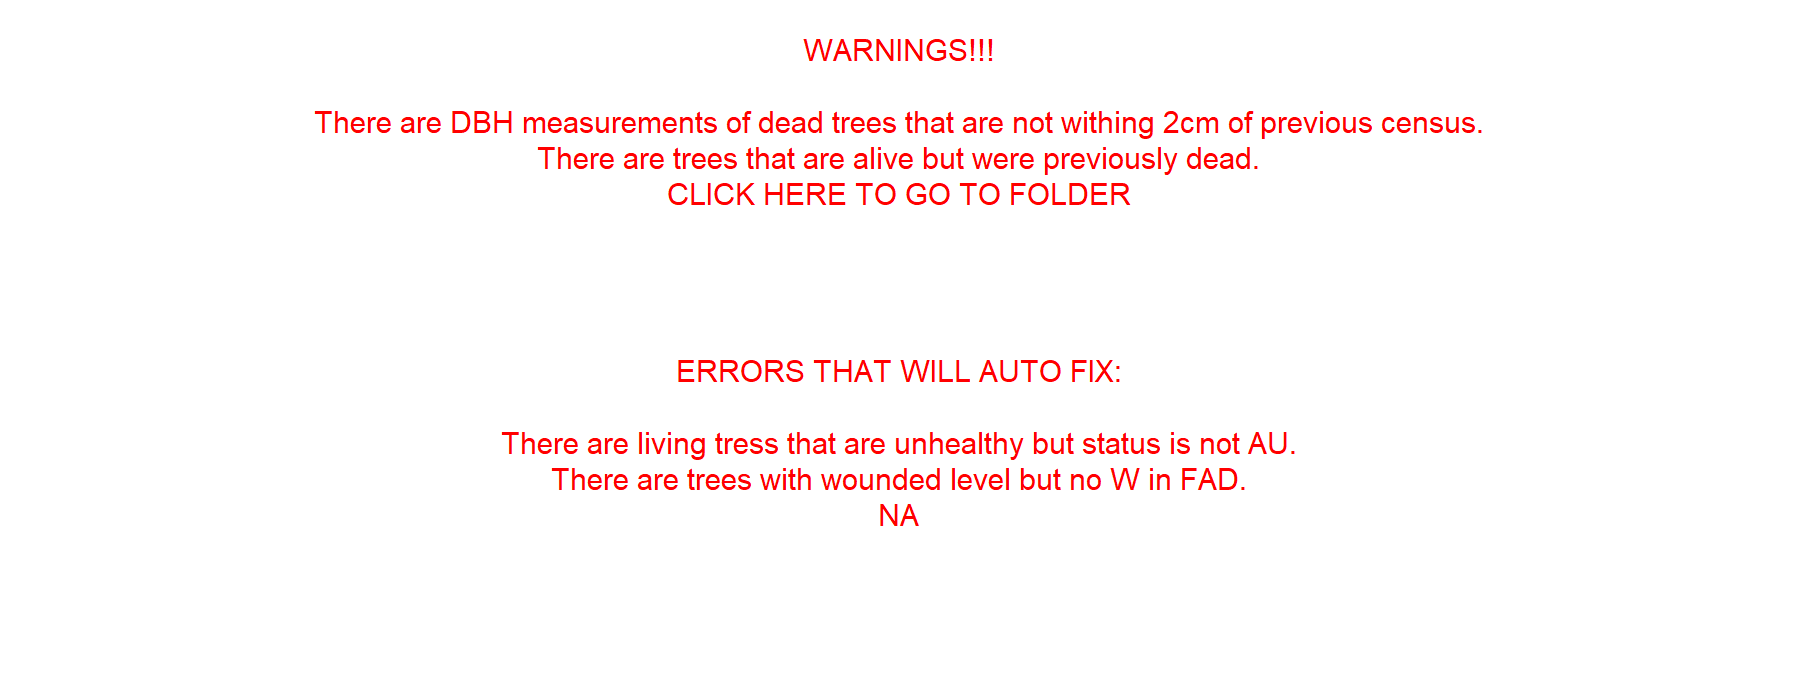 WARNINGS!!!
There are DBH measurements of dead trees that are not withing 2cm of previous census.
There are trees that are alive but were previously dead.
CLICK HERE TO GO TO FOLDER
ERRORS THAT WILL AUTO FIX:
There are living tress that are unhealthy but status is not AU.
There are trees with wounded level but no W in FAD.
NA